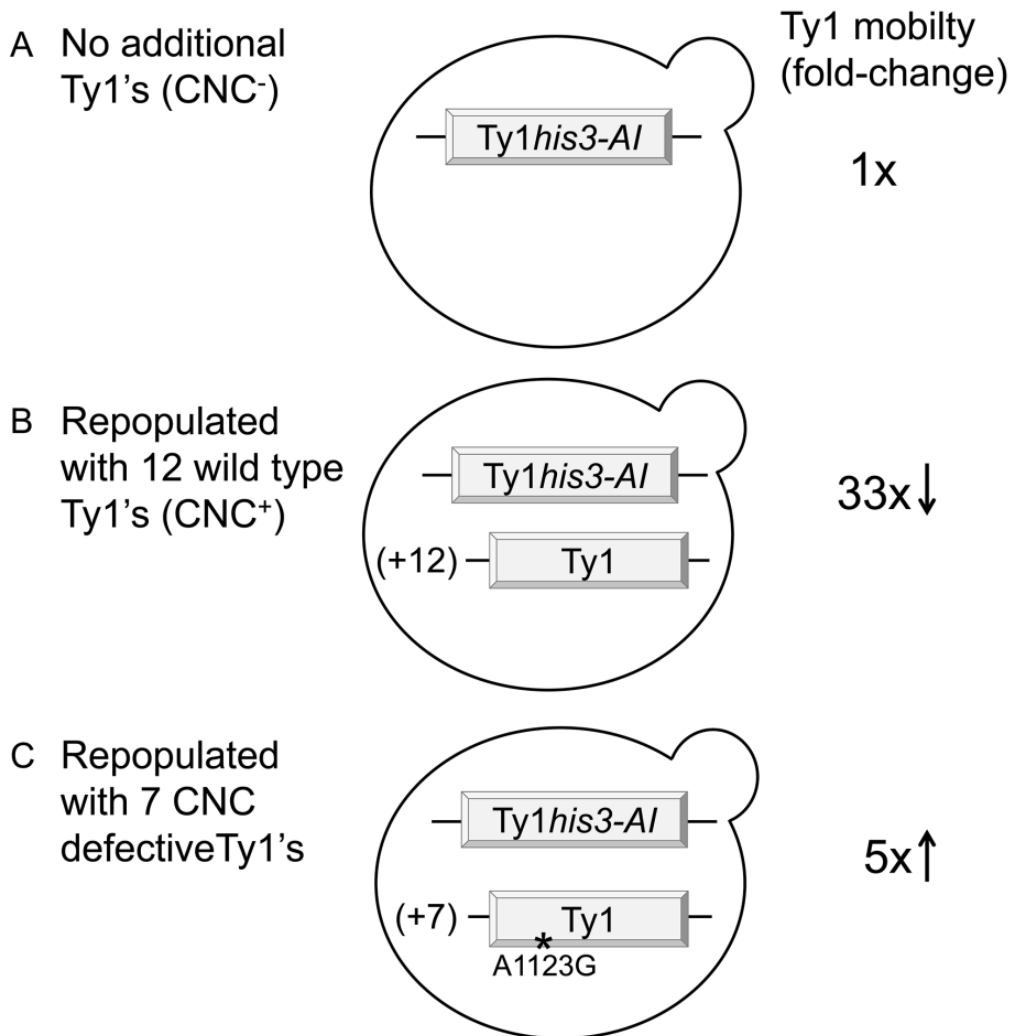 A No additional
Ty1's (CNC-)
Ty1his3-AI
Ty1 mobilty
(fold-change)
1x
B Repopulated
with 12 wild type
Ty1's (CNC+)
Ty1his3-AI
(+12)
Ty1
33x↓
C Repopulated
with 7 CNC
defectiveTy1's
Ty1his3-AI
(+7)
Ty1
*
A1123G
5x↑